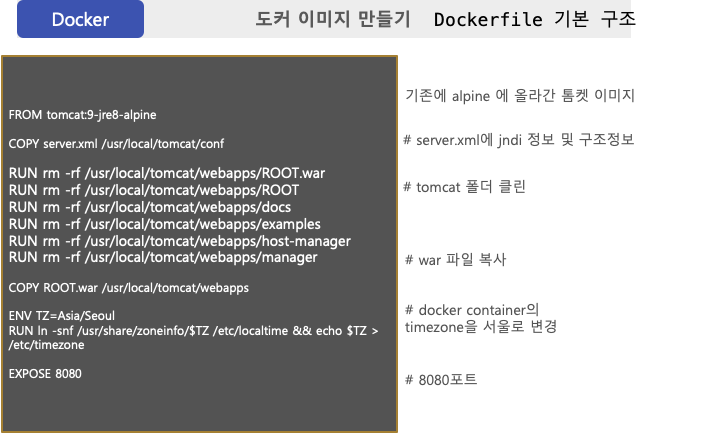 Docker
도커 이미지 만들기 Dockerfile 기본 구조
기존에 alpine 에 올라간 톰켓 이미지
FROM tomcat:9-jre8-alpine
COPY server.xml /usr/local/tomcat/conf
# server.xml에 jndi 정보 및 구조정보
RUN rm -rf /usr/local/tomcat/webapps/ROOT.war
RUN rm -rf /usr/local/tomcat/webapps/ROOT
RUN rm -rf /usr/local/tomcat/webapps/docs
RUN rm -rf /usr/local/tomcat/webapps/examples
RUN rm -rf /usr/local/tomcat/webapps/host-manager
RUN rm -rf /usr/local/tomcat/webapps/manager
# tomcat 폴더 클린
COPY ROOT.war /usr/local/tomcat/webapps
# war 파일 복사
ENV TZ=Asia/Seoul
RUN ln -snf /usr/share/zoneinfo/$TZ /etc/localtime && echo $TZ >
/etc/timezone
# docker container의
timezone을 서울로 변경
EXPOSE 8080
# 8080포트